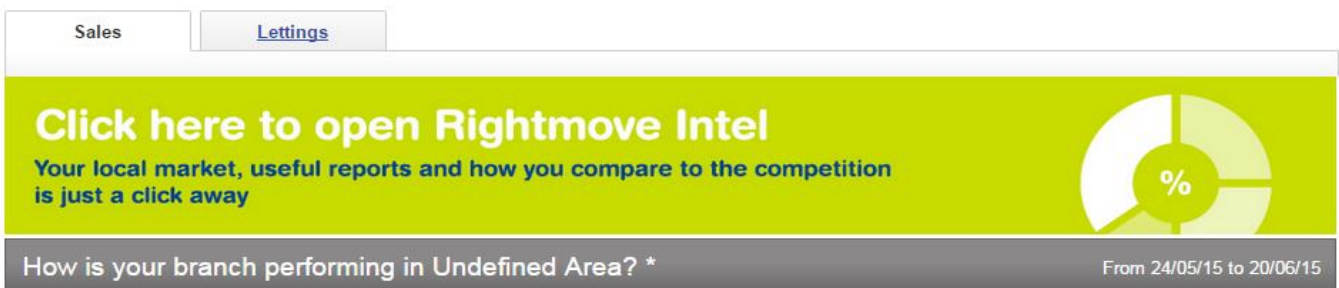 Sales
Lettings
Click here to open Rightmove Intel
Your local market, useful reports and how you compare to the competition
is just a click away
%
How is your branch performing in Undefined Area? *
From 24/05/15 to 20/06/15